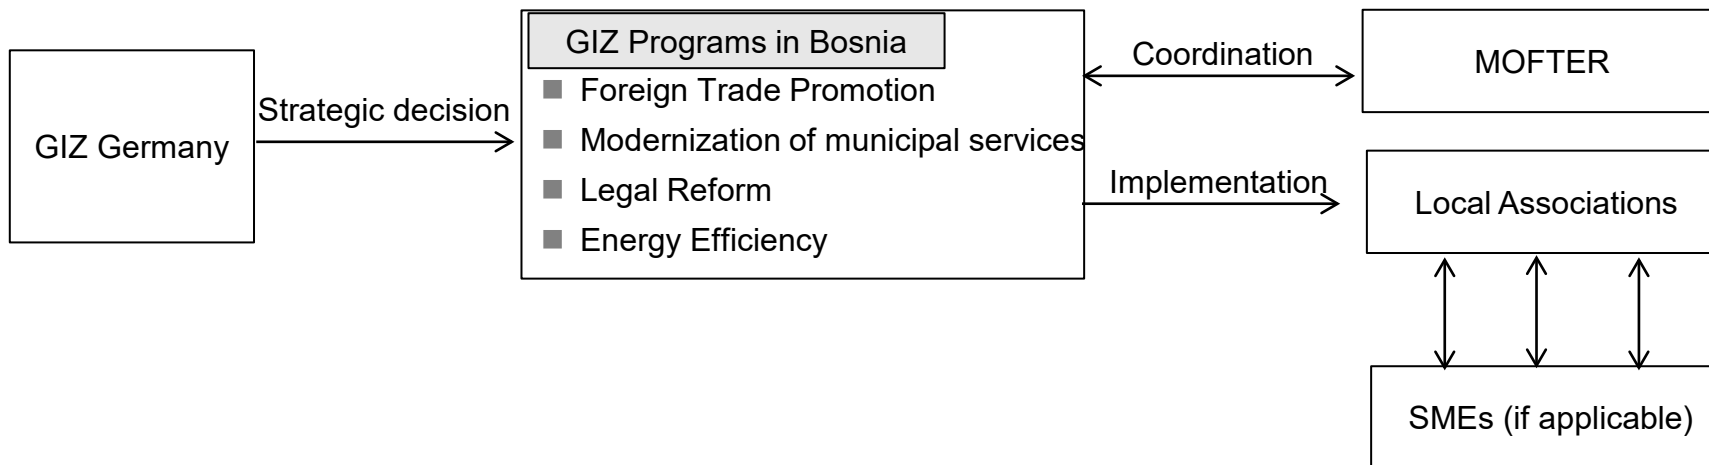 GIZ Germany
Strategic decision
GIZ Programs in Bosnia
Foreign Trade Promotion
Modernization of municipal services
Legal Reform
Energy Efficiency
Coordination
MOFTER
Implementation
Local Associations
SMEs (if applicable)